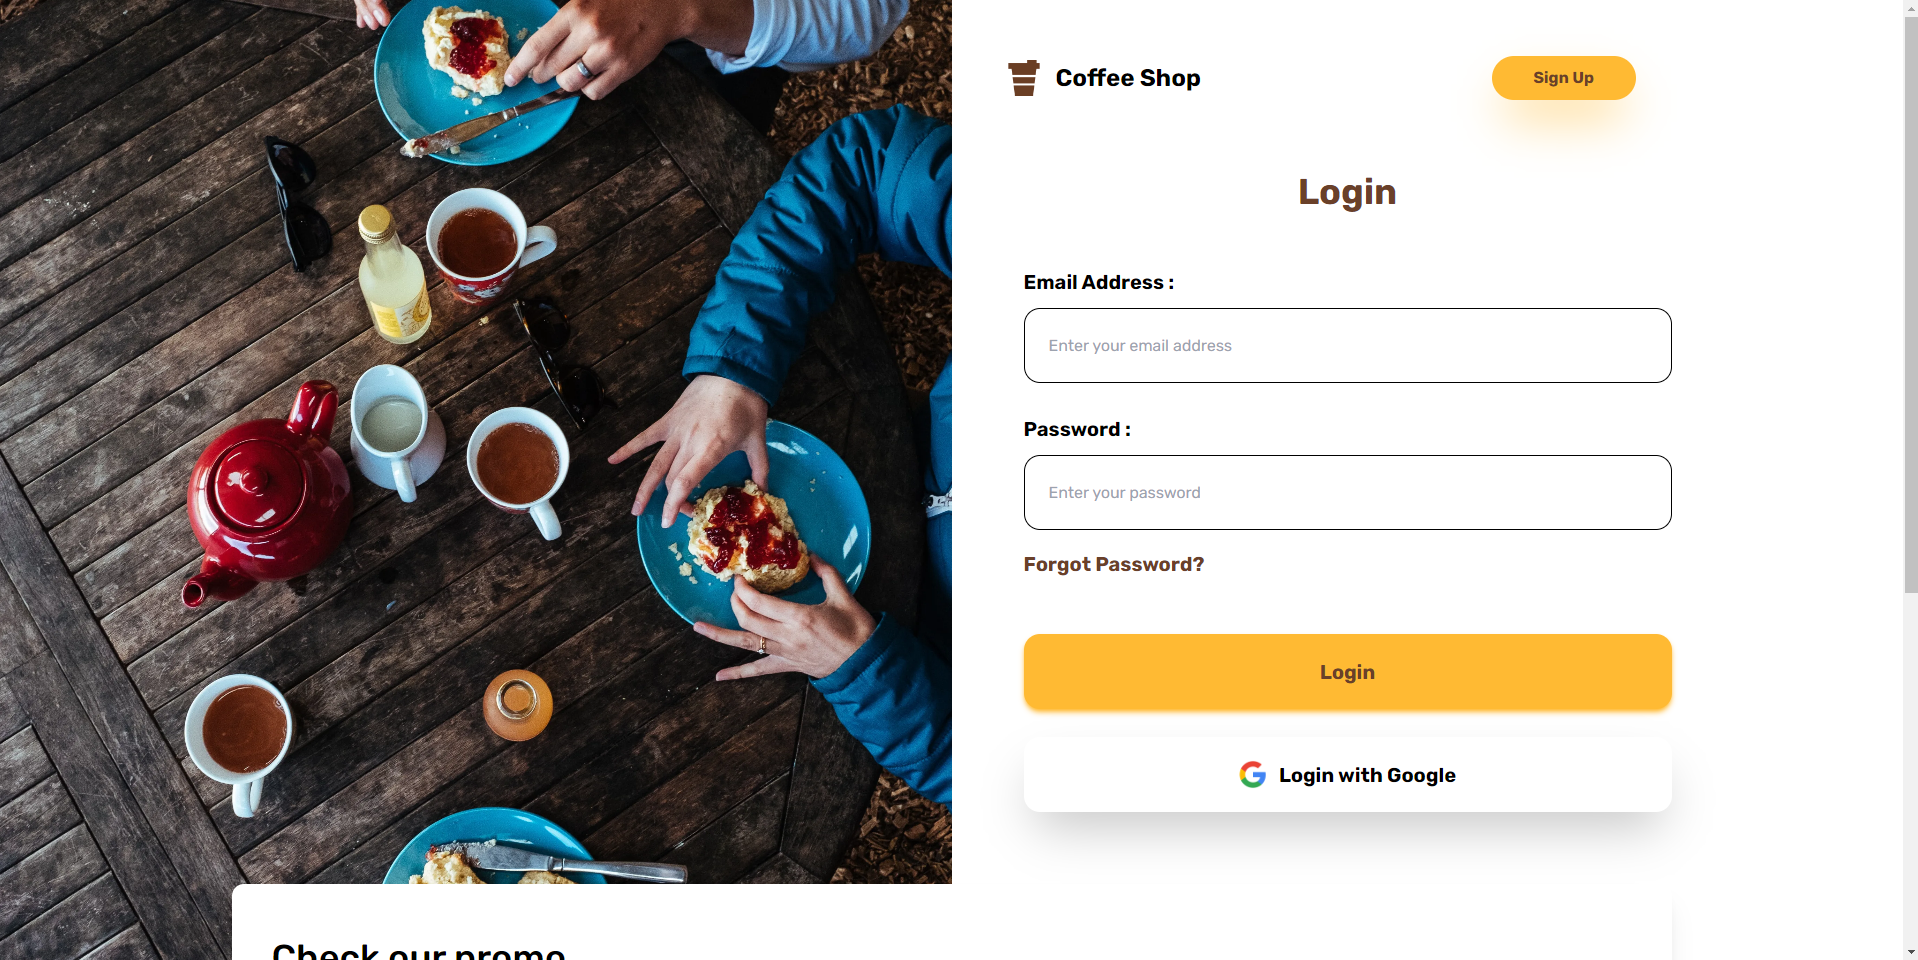 Coffee Shop
Sign Up
Login
Email Address :
Enter your email address
Password :
Enter your password
Forgot Password?
Login
Login with Google
Check our promo